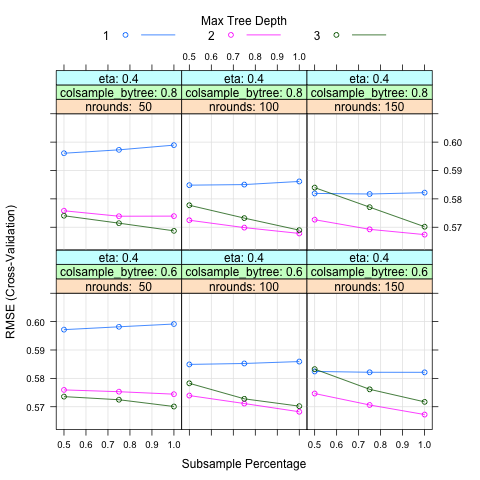 Max Tree Depth
1 2 3
0.5 0.6 0.7 0.8 0.9 1.0
eta: 0.4 eta: 0.4 eta: 0.4
colsample_bytree: 0.8 colsample_bytree: 0.8 colsample_bytree: 0.8
nrounds: 50 nrounds: 100 nrounds: 150
0.60
0.59
0.58
0.57
eta: 0.4 eta: 0.4 eta: 0.4
colsample_bytree: 0.6 colsample_bytree: 0.6 colsample_bytree: 0.6
nrounds: 50 nrounds: 100 nrounds: 150
0.60
0.59
0.58
0.57
RMSE (Cross-Validation)
0.5 0.6 0.7 0.8 0.9 1.0 0.5 0.6 0.7 0.8 0.9 1.0
Subsample Percentage